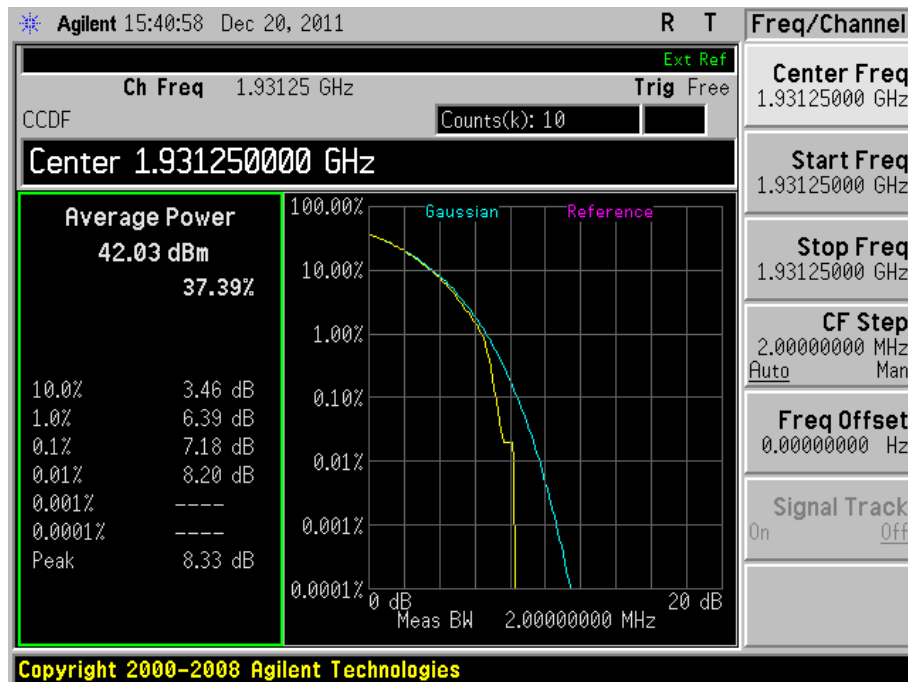 Agilent 15:40:58 Dec 20, 2011 R T
Ext Ref
Ch Freq 1.93125 GHz Trig Free
CCDF Counts(k): 10
Center 1.931250000 GHz
Average Power
42.03 dBm
37.39%
10.0% 3.46 dB
1.0% 6.39 dB
0.1% 7.18 dB
0.01% 8.20 dB
0.001% ----
0.0001% ----
Peak 8.33 dB
Gaussian Reference
100.00%
10.00%
1.00%
0.10%
0.01%
0.001%
0.0001%
0 dB 20 dB
Meas BW 2.00000000 MHz
Freq/Channel
Center Freq
1.93125000 GHz
Start Freq
1.93125000 GHz
Stop Freq
1.93125000 GHz
CF Step
2.00000000 MHz
Auto Man
Freq Offset
0.00000000 Hz
Signal Track
On Off
Copyright 2000-2008 Agilent Technologies